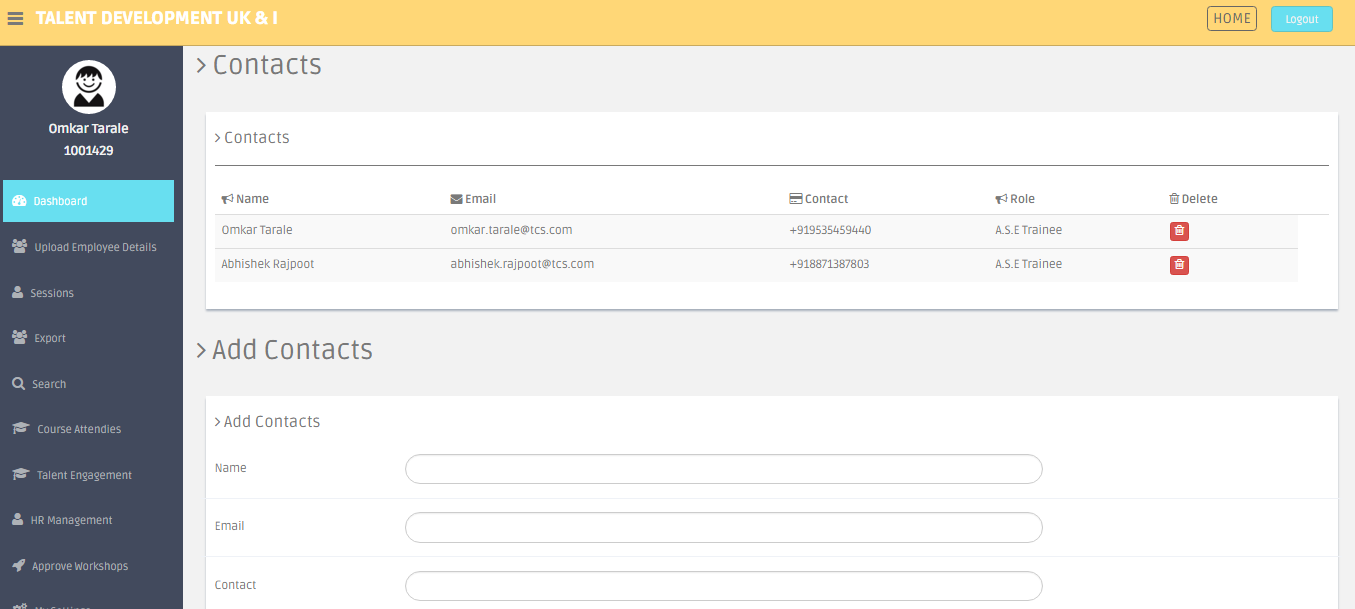 TALENT DEVELOPMENT UK & I
HOME
Logout
Omkar Tarale
1001429
Dashboard
Upload Employee Details
Sessions
Export
Search
Course Attendies
Talent Engagement
HR Management
Approve Workshops
My Settings
Contacts
Contacts
Name Email Contact Role Delete
Omkar Tarale omkar.tarale@tcs.com +919535459440 A.S.E Trainee
Abhishek Rajpoot abhishek.rajpoot@tcs.com +918871387803 A.S.E Trainee
Add Contacts
Add Contacts
Name
Email
Contact